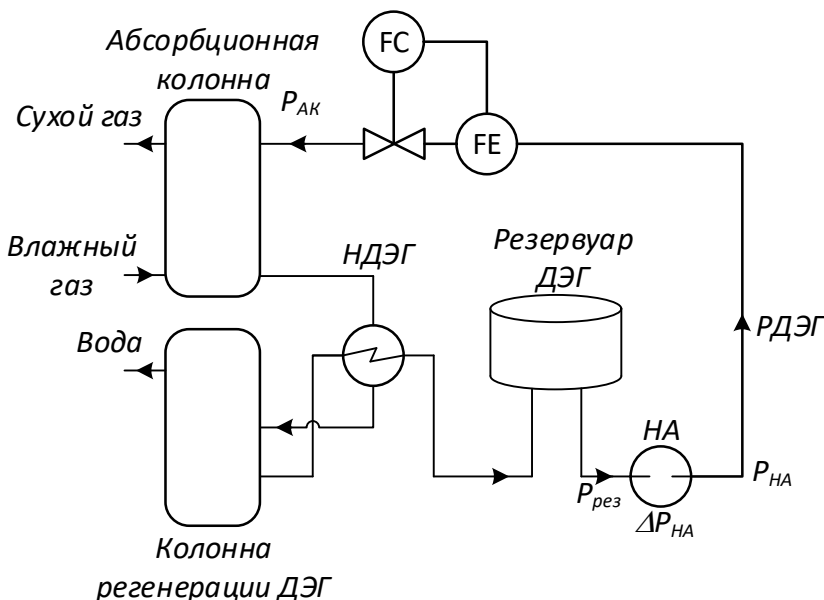 Абсорбционная
колонна
FC
P_АК
Сухой газ
FE
Влажный
газ
НДЭГ
Резервуар
ДЭГ
РДЭГ
Вода
НА
P_рез
P_НА
ΔP_НА
Колонна
регенерации ДЭГ